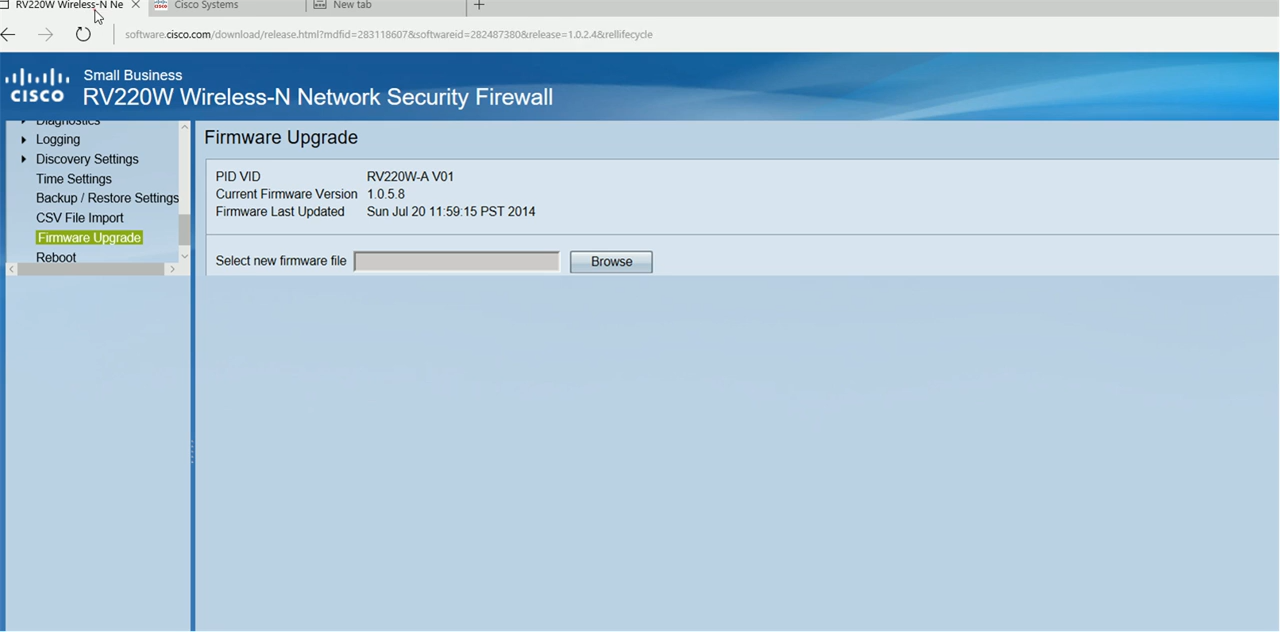 RV220W Wireless-N Ne
Cisco Systems
New tab
software.cisco.com/download/release.html?mdfid=283118607&softwareid=282487380&release=1.0.2.4&rellifecycle
CISCO
Small Business
RV220W Wireless-N Network Security Firewall
Diagnostics
Logging
Discovery Settings
Time Settings
Backup / Restore Settings
CSV File Import
Firmware Upgrade
Reboot
Firmware Upgrade
PID VID RV220W-A V01
Current Firmware Version 1.0.5.8
Firmware Last Updated Sun Jul 20 11:59:15 PST 2014
Select new firmware file Browse